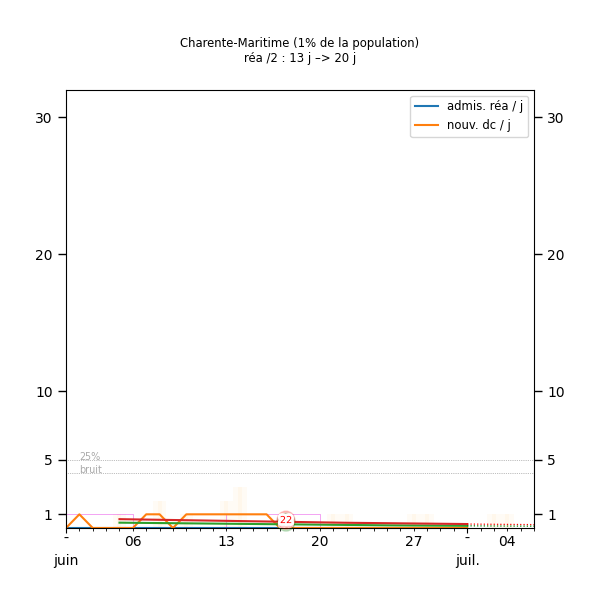 Charente-Maritime (1% de la population)
réa /2 : 13 j –> 20 j
admis. réa / j
nouv. dc / j
30 30
20 20
10 10
25%
5 5
bruit
22
1 1
- 06 13 20 27 - 04
juin juil.